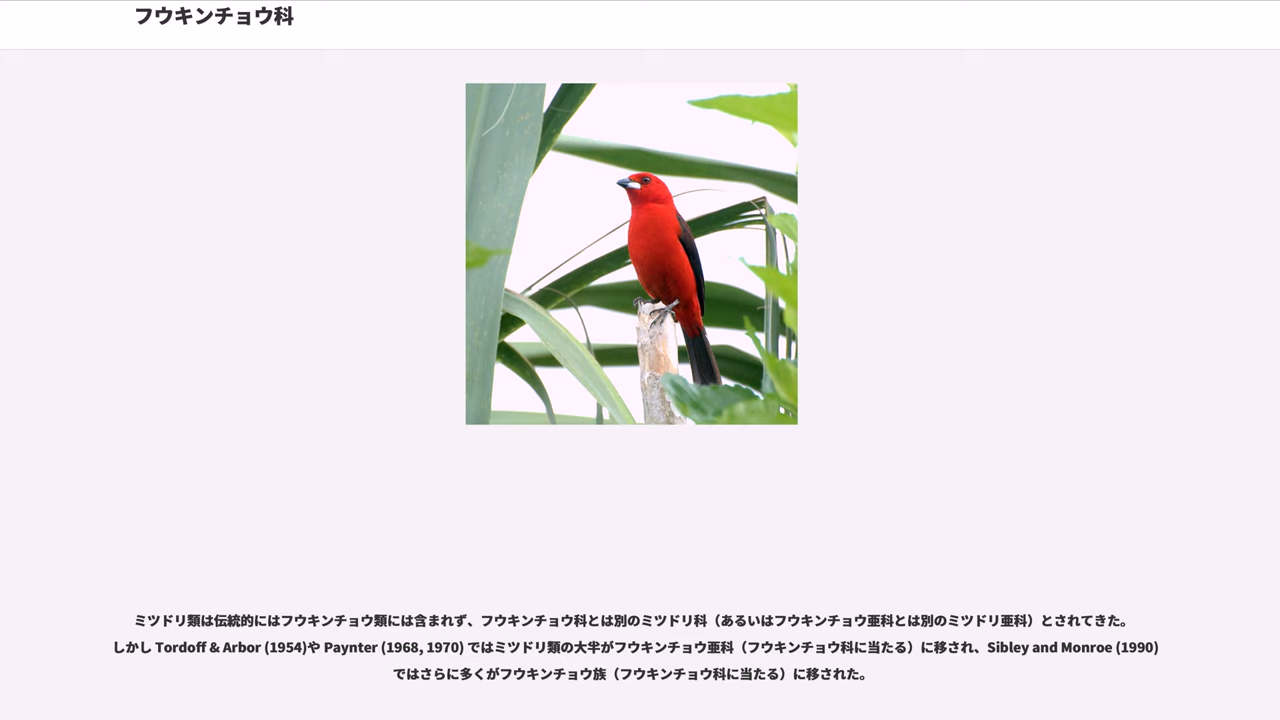 フウキンチョウ科
ミツドリ類は伝統的にはフウキンチョウ類には含まれず、フウキンチョウ科とは別のミツドリ科（あるいはフウキンチョウ亜科とは別のミツドリ亜科）とされてきた。
しかし Tordoff & Arbor (1954)や Paynter (1968, 1970) ではミツドリ類の大半がフウキンチョウ亜科（フウキンチョウ科に当たる）に移され、Sibley and Monroe (1990)
ではさらに多くがフウキンチョウ族（フウキンチョウ科に当たる）に移された。